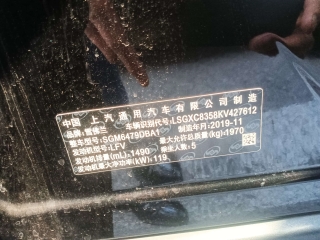 中国 上汽通用汽车有限公司制造
品牌:雪佛兰 车辆识别代号:LSGXC8358KV427612
整车型号:SGM6479DBA1 制造年月:2019-11
发动机型号:LFV 最大允许总质量(kg):1970
发动机排量(mL):1490 乘坐人数:5
发动机最大净功率(kW):119